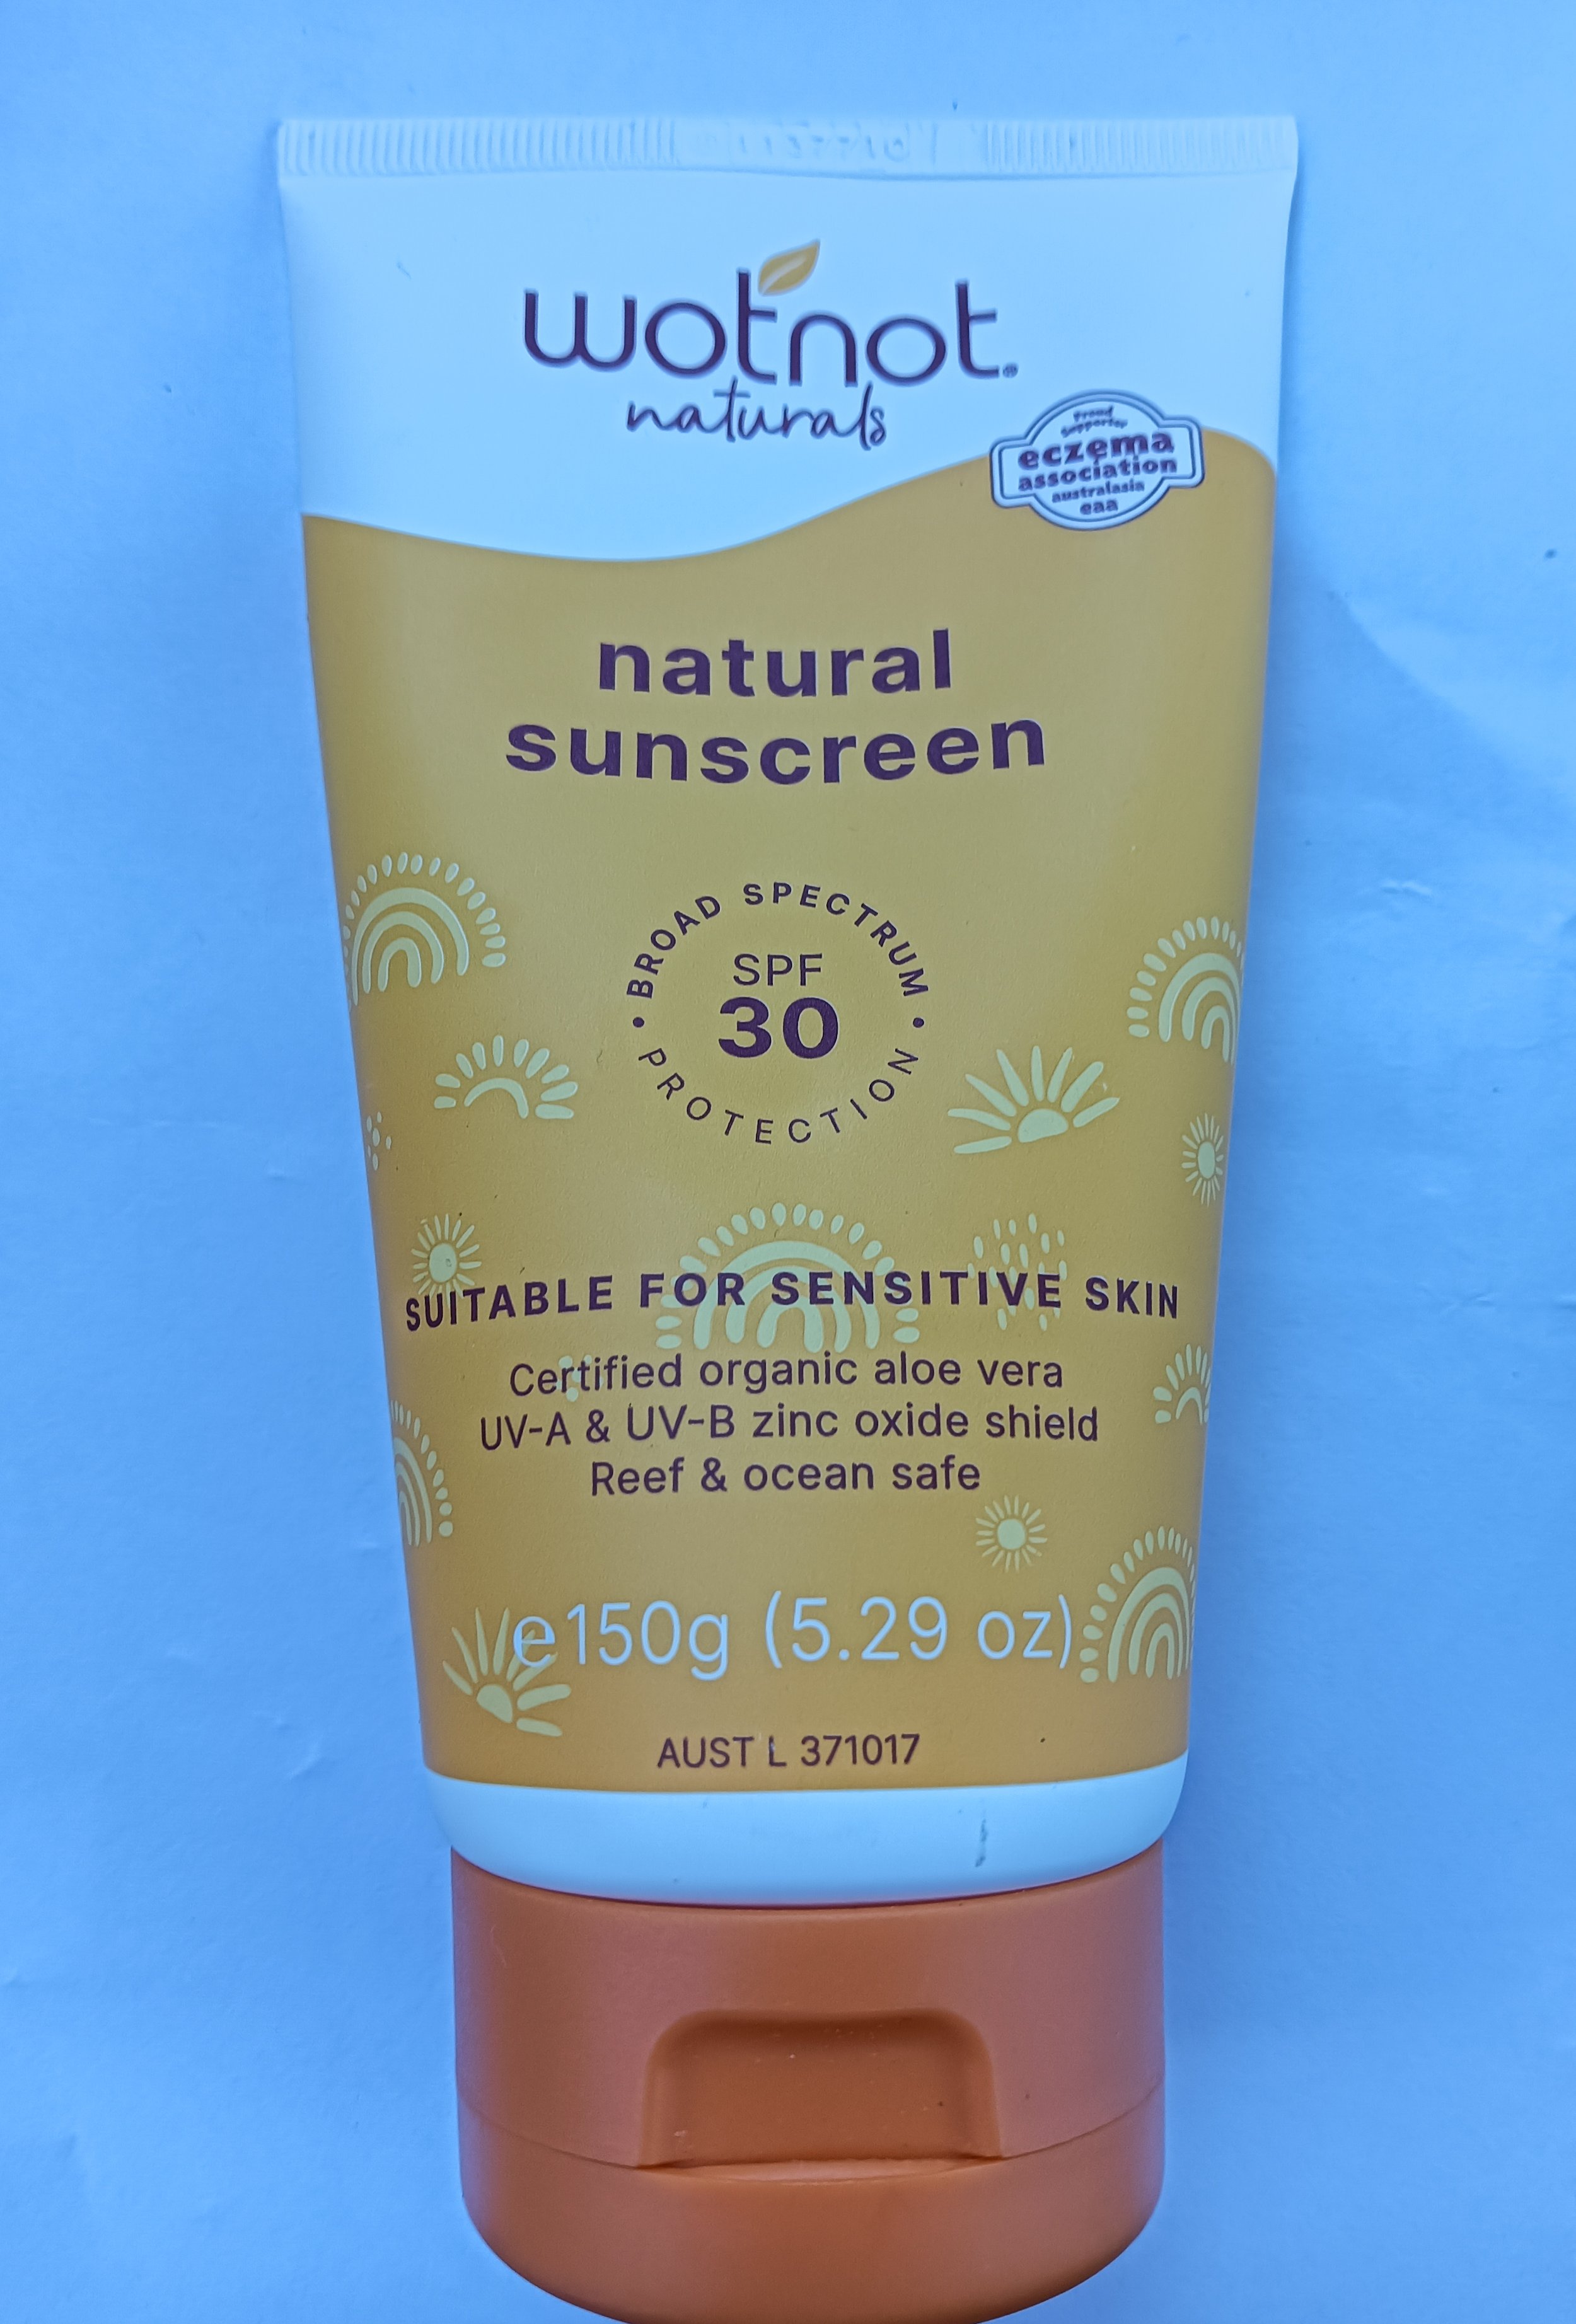 wotnot®
naturals
Proud
supporter
eczema
association
australasia
eaa
natural
sunscreen
BROAD SPECTRUM
SPF
30
PROTECTION
SUITABLE FOR SENSITIVE SKIN
Certified organic aloe vera
UV-A & UV-B zinc oxide shield
Reef & ocean safe
℮150g (5.29 oz)
AUST L 371017